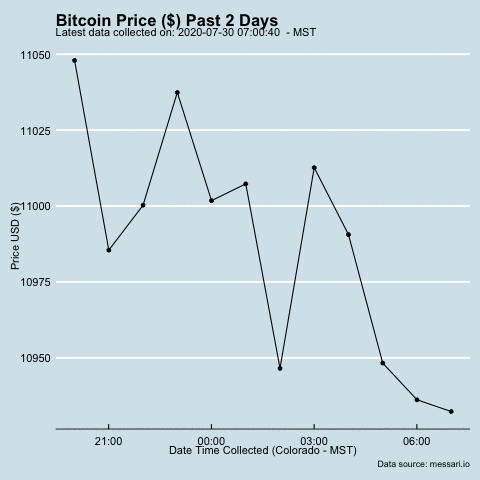 Bitcoin Price ($) Past 2 Days
Latest data collected on: 2020-07-30 07:00:40  - MST
Price USD ($)
11050
11025
11000
10975
10950
21:00 00:00 03:00 06:00
Date Time Collected (Colorado - MST)
Data source: messari.io